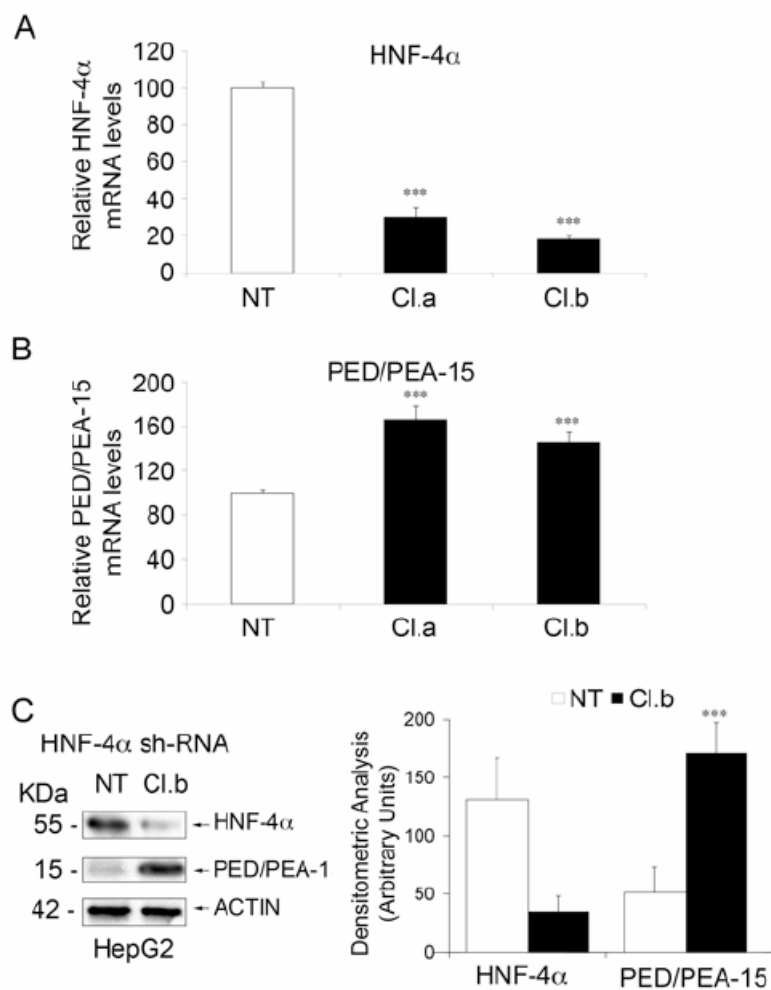 A
HNF-4α
Relative HNF-4α
mRNA levels
120
100
80
60
40
20
0
***
***
NT
Cl.a
Cl.b
B
PED/PEA-15
Relative PED/PEA-15
mRNA levels
200
160
120
80
40
0
***
***
NT
Cl.a
Cl.b
C
HNF-4α sh-RNA
NT Cl.b
KDa
55 - HNF-4α
15 - PED/PEA-1
42 - ACTIN
HepG2
NT Cl.b
Densitometric Analysis
(Arbitrary Units)
200
150
100
50
0
***
HNF-4α
PED/PEA-15